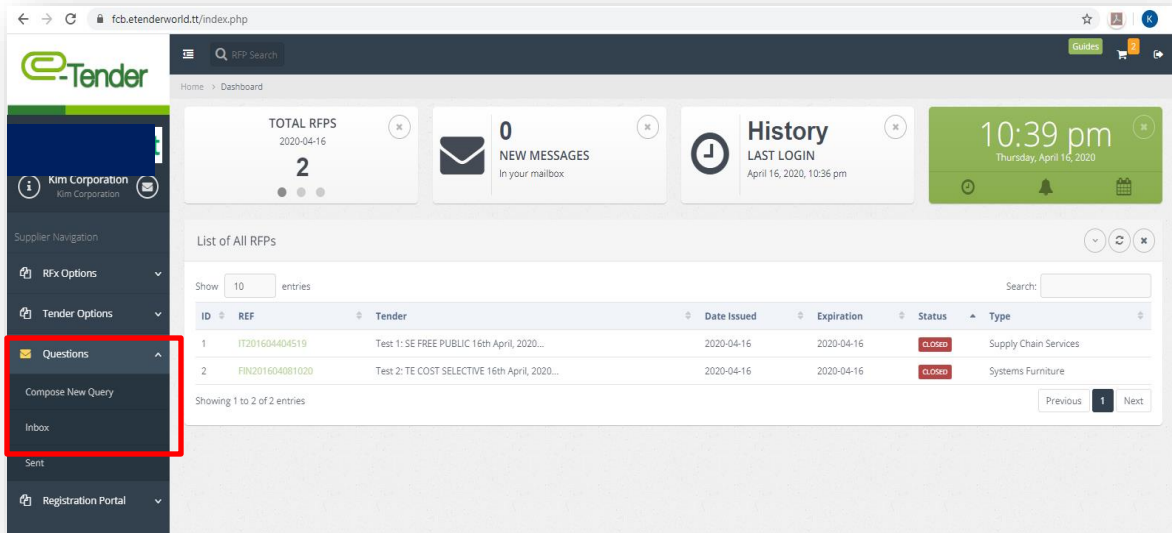 fcb.etenderworld.tt/index.php
K
e-Tender
RFP Search
Guides
2
Home > Dashboard
TOTAL RFPS
2020-04-16
2
0
NEW MESSAGES
In your mailbox
History
LAST LOGIN
April 16, 2020, 10:36 pm
10:39 pm
Thursday, April 16, 2020
Kim Corporation
Kim Corporation
Supplier Navigation
RFx Options
Tender Options
Questions
Compose New Query
Inbox
Sent
Registration Portal
List of All RFPs
Show 10 entries
Search:
ID REF Tender Date Issued Expiration Status Type
1 IT201604404519 Test 1: SE FREE PUBLIC 16th April, 2020... 2020-04-16 2020-04-16 CLOSED Supply Chain Services
2 FIN201604081020 Test 2: TE COST SELECTIVE 16th April, 2020... 2020-04-16 2020-04-16 CLOSED Systems Furniture
Showing 1 to 2 of 2 entries
Previous 1 Next